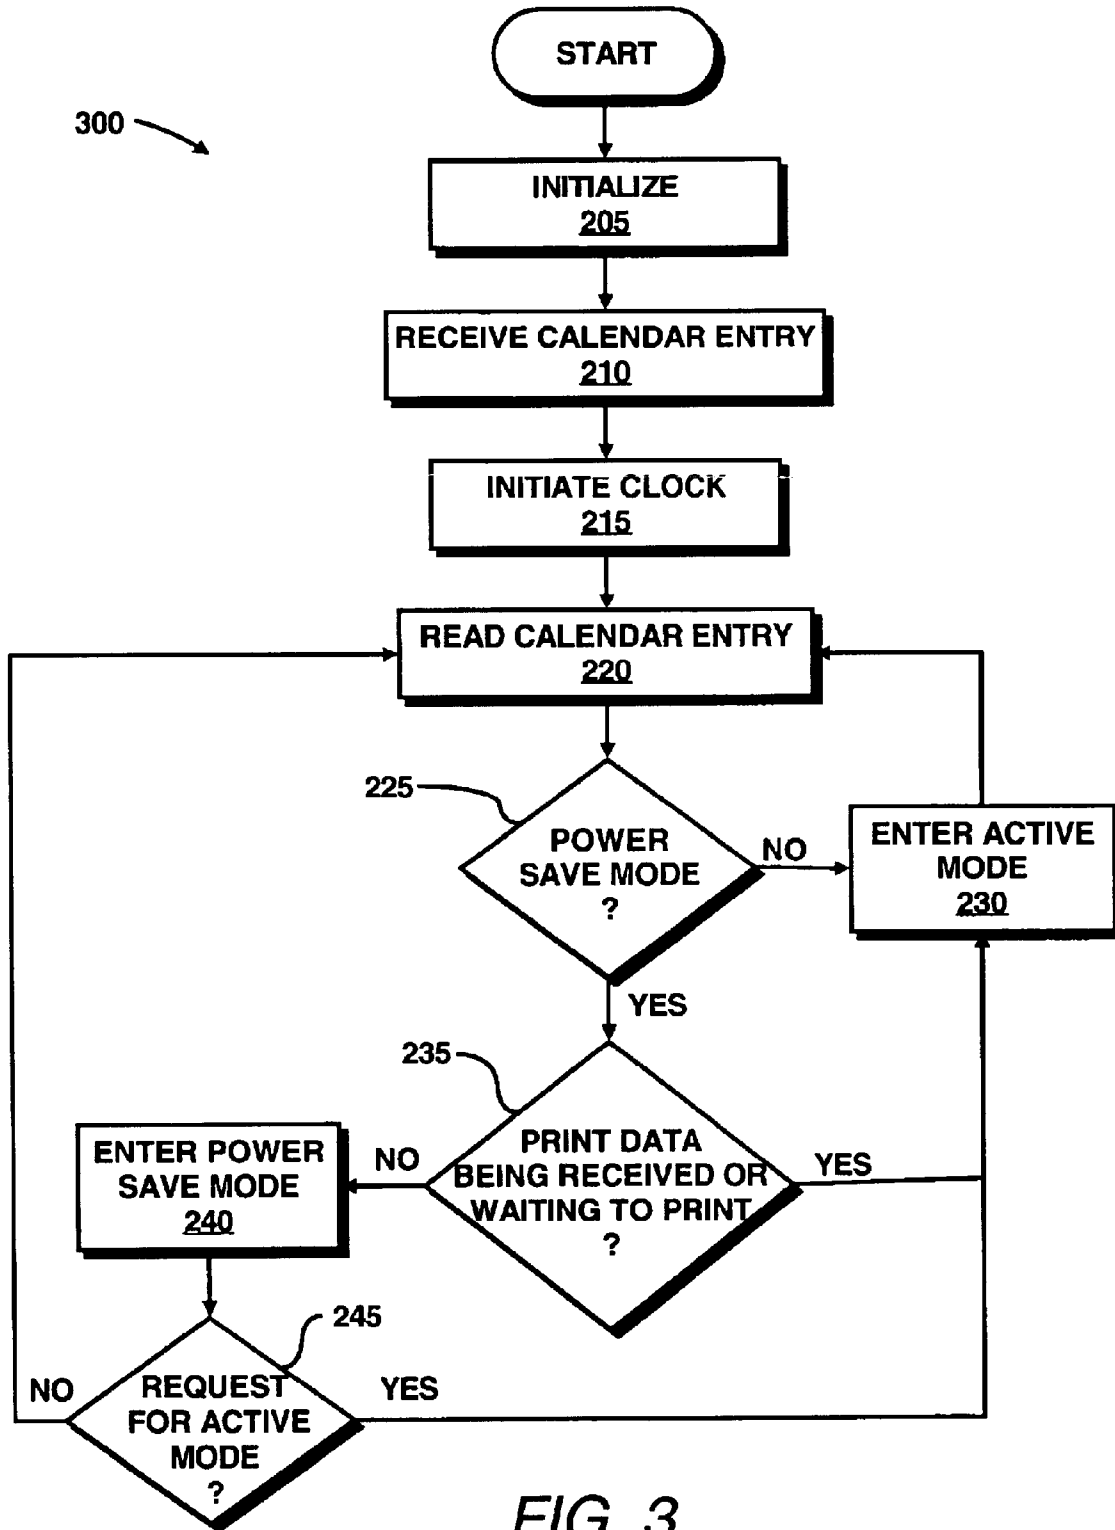 START
300
INITIALIZE
205
RECEIVE CALENDAR ENTRY
210
INITIATE CLOCK
215
READ CALENDAR ENTRY
220
225
POWER
SAVE MODE
?
NO
ENTER ACTIVE
MODE
230
YES
235
PRINT DATA
BEING RECEIVED OR
WAITING TO PRINT
?
NO
YES
ENTER POWER
SAVE MODE
240
245
REQUEST
FOR ACTIVE
MODE
?
NO
YES
FIG. 3